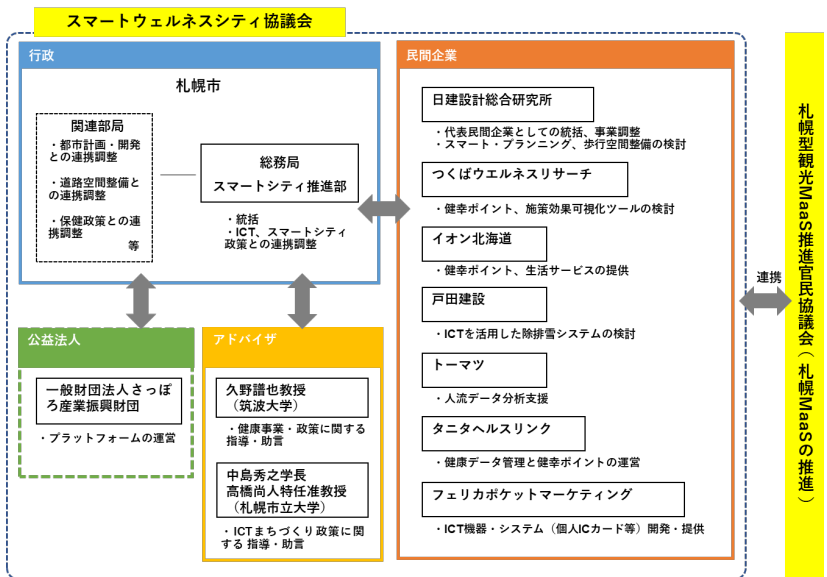 スマートウェルネスシティ協議会
行政
札幌市
関連部局
・都市計画・開発
との連携調整
・道路空間整備と
の連携調整
・保健政策との連
携調整
等
総務局
スマートシティ推進部
・統括
・ICT、スマートシティ
政策との連携調整
公益法人
一般財団法人さっぽ
ろ産業振興財団
・プラットフォームの運営
アドバイザ
久野譜也教授
(筑波大学)
・健康事業・政策に関する
指導・助言
中島秀之学長
高橋尚人特任准教授
(札幌市立大学)
・ICTまちづくり政策に関
する 指導・助言
民間企業
日建設計総合研究所
・代表民間企業としての統括、事業調整
・スマート・プランニング、歩行空間整備の検討
つくばウエルネスリサーチ
・健幸ポイント、施策効果可視化ツールの検討
イオン北海道
・健幸ポイント、生活サービスの提供
戸田建設
・ICTを活用した除排雪システムの検討
トーマツ
・人流データ分析支援
タニタヘルスリンク
・健康データ管理と健幸ポイントの運営
フェリカポケットマーケティング
・ICT機器・システム（個人ICカード等）開発・提供
連携
札幌型観光MaaS推進官民協議会（札幌MaaSの推進）